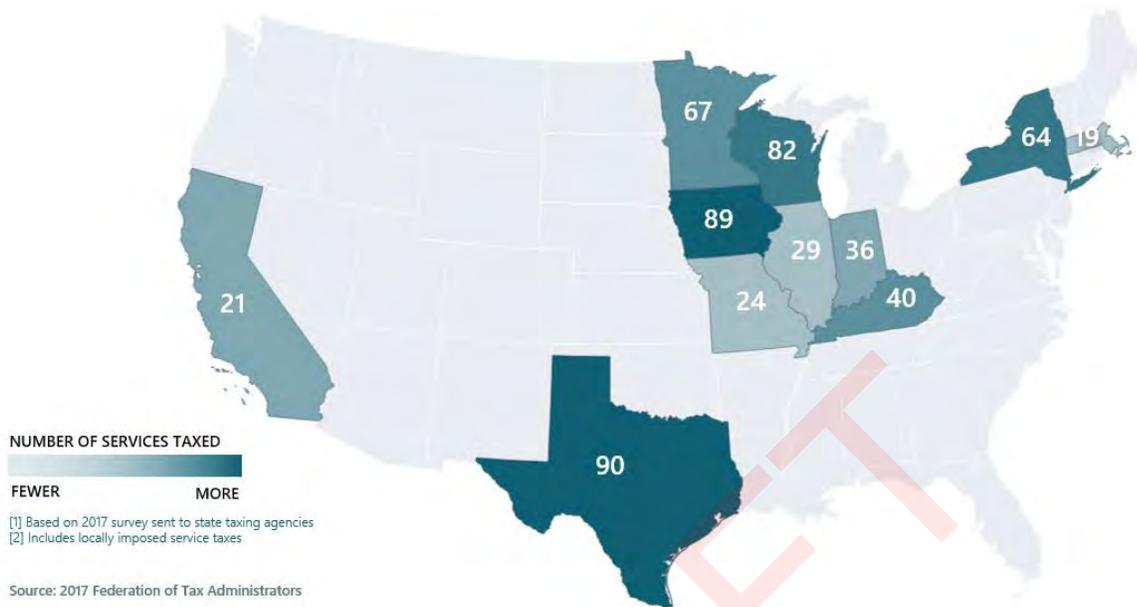 67
82
64
19
89
29
36
24
40
21
90
NUMBER OF SERVICES TAXED
FEWER MORE
[1] Based on 2017 survey sent to state taxing agencies
[2] Includes locally imposed service taxes
Source: 2017 Federation of Tax Administrators